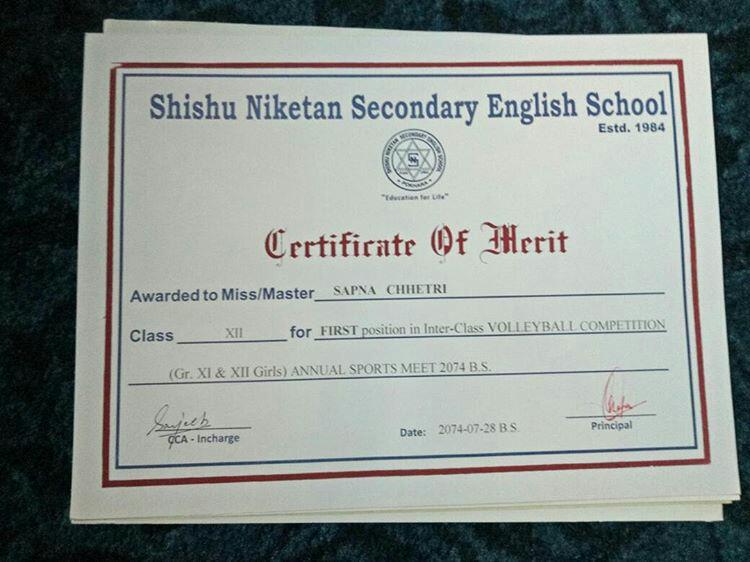 Shishu Niketan Secondary English School
Estd. 1984
SHISHU NIKETAN SECONDARY ENGLISH SCHOOL
POKHARA
"Education for Life"
Certificate Of Merit
Awarded to Miss/Master SAPNA CHHETRI
Class XII for FIRST position in Inter-Class VOLLEYBALL COMPETITION
(Gr. XI & XII Girls) ANNUAL SPORTS MEET 2074 B.S.
CCA - Incharge
Date: 2074-07-28 B.S.
Principal